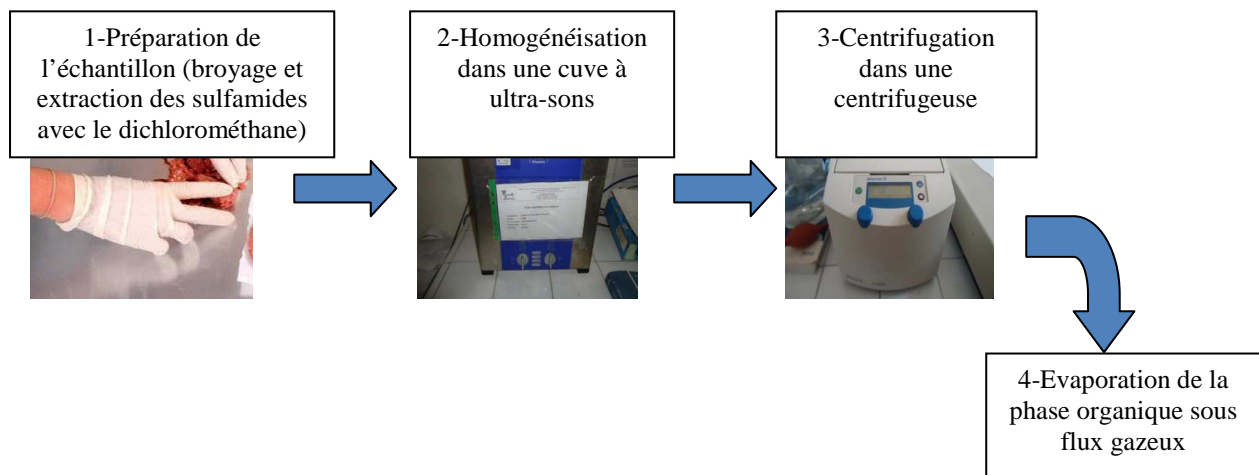 1-Préparation de
l’échantillon (broyage et
extraction des sulfamides
avec le dichlorométhane)
2-Homogénéisation
dans une cuve à
ultra-sons
3-Centrifugation
dans une
centrifugeuse
4-Evaporation de la
phase organique sous
flux gazeux